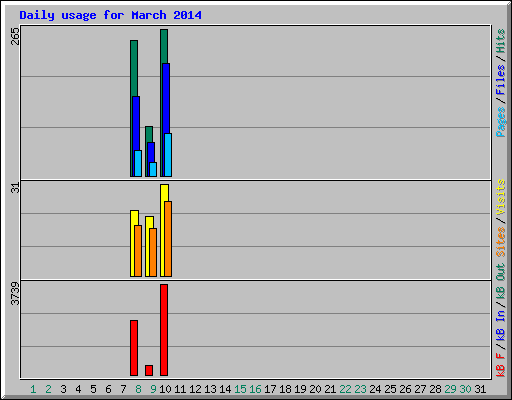 Daily usage for March 2014
265
31
3739
Pages/Files/Hits
Sites/Visits
kB F/kB In/kB Out
1 2 3 4 5 6 7 8 9 10 11 12 13 14 15 16 17 18 19 20 21 22 23 24 25 26 27 28 29 30 31